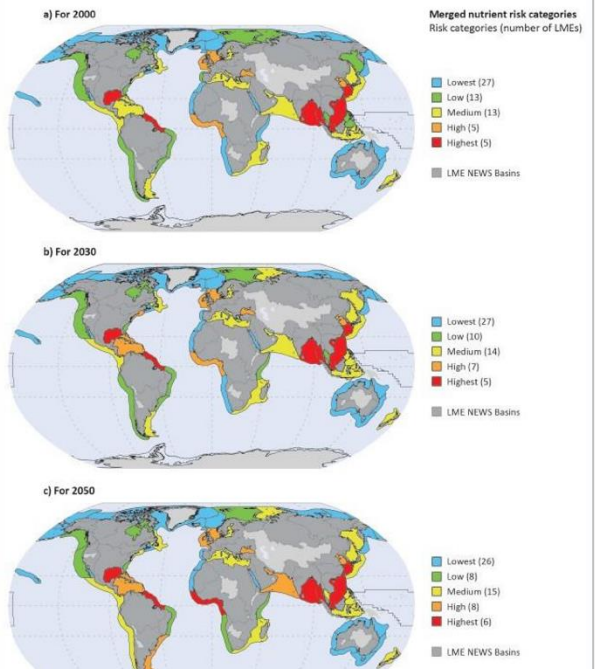 a) For 2000
Merged nutrient risk categories
Risk categories (number of LMEs)
Lowest (27)
Low (13)
Medium (13)
High (5)
Highest (5)
LME NEWS Basins
b) For 2030
Lowest (27)
Low (10)
Medium (14)
High (7)
Highest (5)
LME NEWS Basins
c) For 2050
Lowest (26)
Low (8)
Medium (15)
High (8)
Highest (6)
LME NEWS Basins